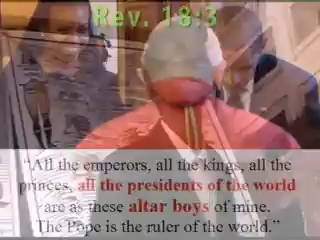 Rev. 18:3
“All the emperors, all the kings, all the
princes, all the presidents of the world
are as these altar boys of mine.
The Pope is the ruler of the world.”